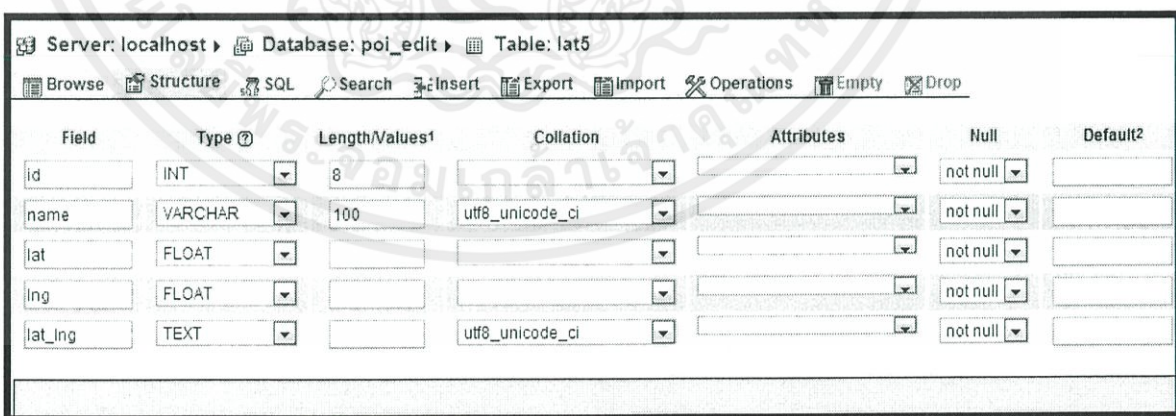 Server: localhost ▸ Database: poi_edit ▸ Table: lat5
Browse Structure SQL Search Insert Export Import Operations Empty Drop
Field Type Length/Values1 Collation Attributes Null Default2
id INT 8 not null
name VARCHAR 100 utf8_unicode_ci not null
lat FLOAT not null
lng FLOAT not null
lat_lng TEXT utf8_unicode_ci not null